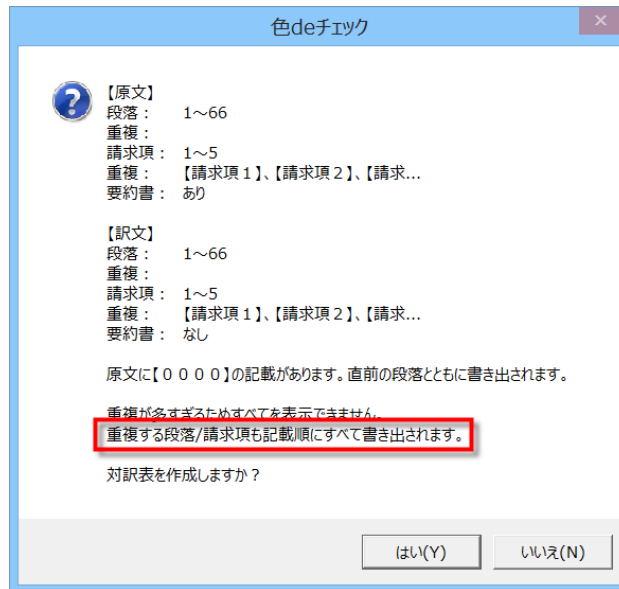 色deチェック
【原文】
段落： 1～66
重複：
請求項： 1～5
重複： 【請求項１】、【請求項２】、【請求...
要約書： あり
【訳文】
段落： 1～66
重複：
請求項： 1～5
重複： 【請求項１】、【請求項２】、【請求...
要約書： なし
原文に【００００】の記載があります。直前の段落とともに書き出されます。
重複が多すぎるためすべてを表示できません。
重複する段落/請求項も記載順にすべて書き出されます。
対訳表を作成しますか？
はい(Y) いいえ(N)